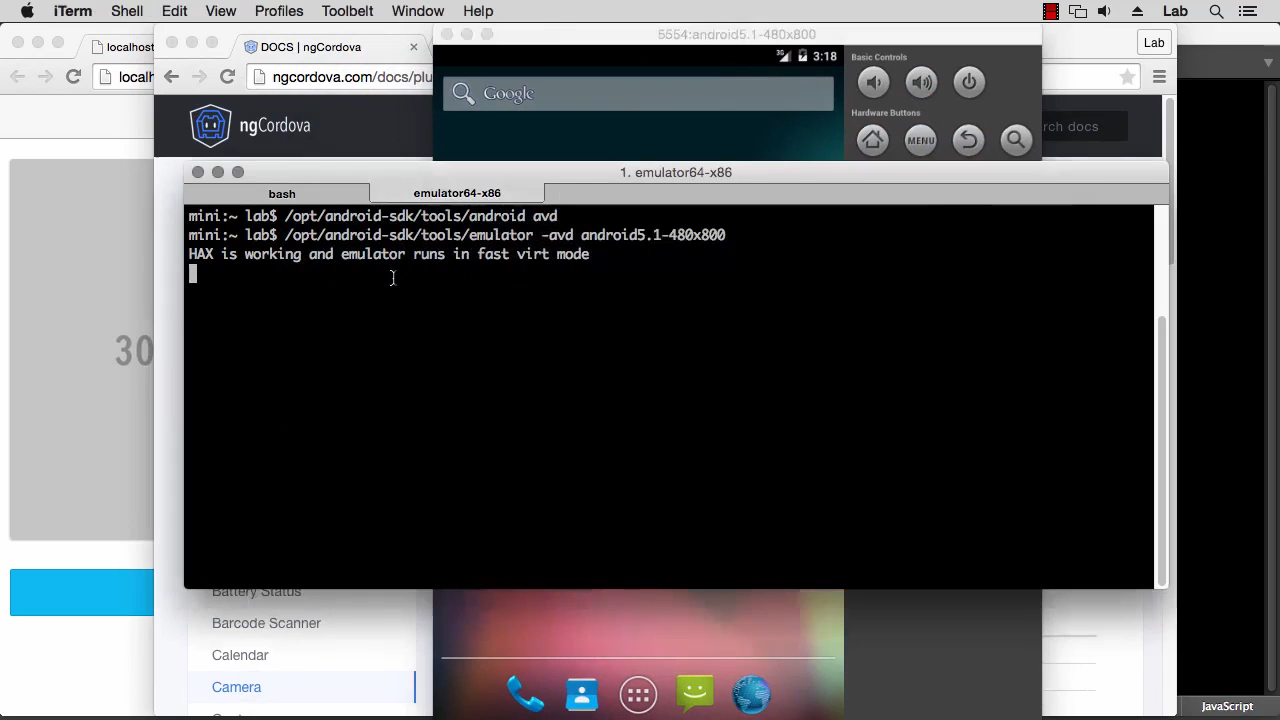 iTerm Shell Edit View Profiles Toolbelt Window Help Lab
localhost
DOCS | ngCordova
5554:android5.1-480x800
Lab
localh
ngcordova.com/docs/plu
3G 3:18
Basic Controls
Google
Hardware Buttons
ngCordova
MENU
rch docs
1. emulator64-x86
bash
emulator64-x86
mini:~ lab$ /opt/android-sdk/tools/android avd
mini:~ lab$ /opt/android-sdk/tools/emulator -avd android5.1-480x800
HAX is working and emulator runs in fast virt mode
30
Battery Status
Barcode Scanner
Calendar
Camera
JavaScript